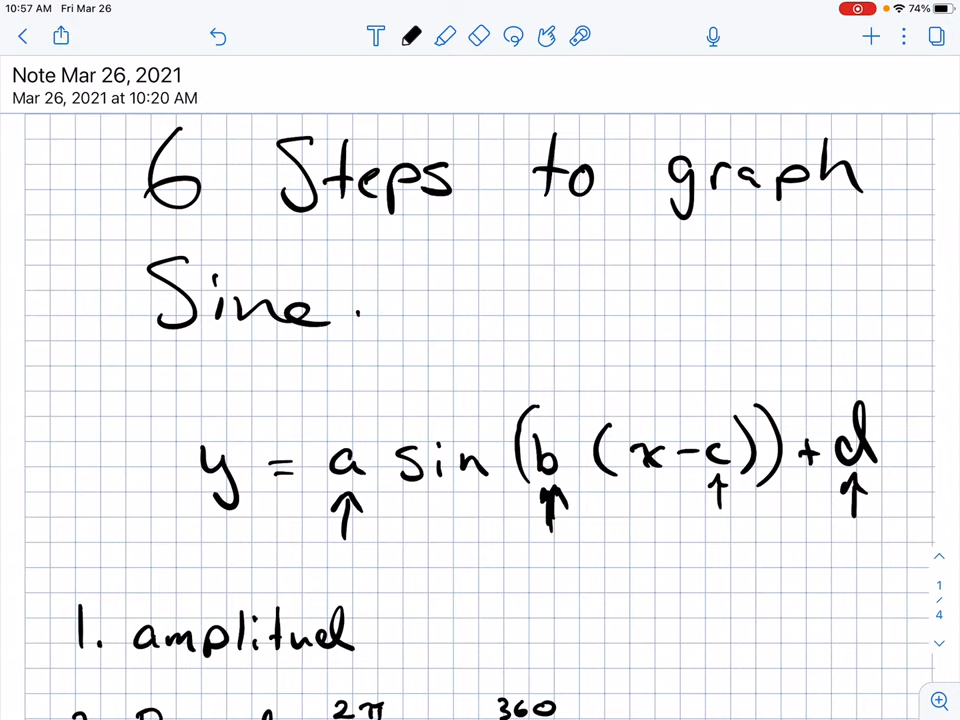 10:57 AM Fri Mar 26
74%
Note Mar 26, 2021
Mar 26, 2021 at 10:20 AM
6 Steps to graph
Sine.
y = a sin (b (x-c)) + d
1. amplitud
2π 360
1
/
4